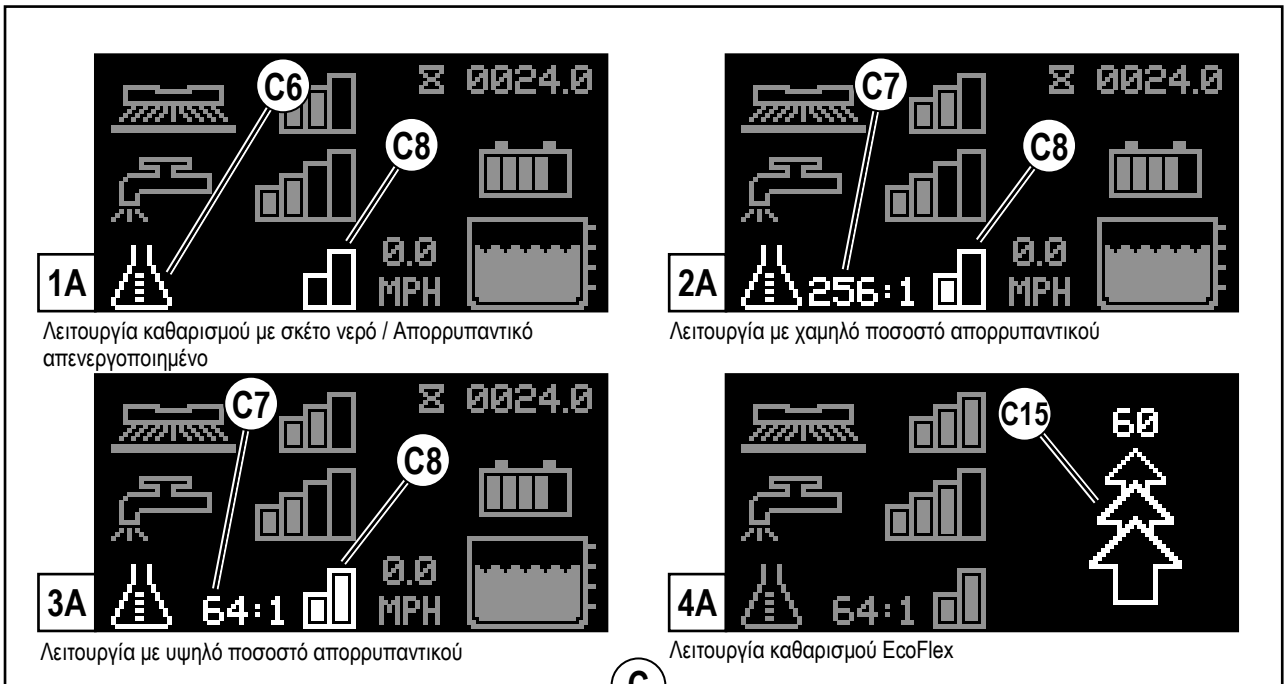 C6
0024.0
C8
0.0
MPH
1A
Λειτουργία καθαρισμού με σκέτο νερό / Απορρυπαντικό
απενεργοποιημένο
C7
0024.0
C8
0.0
256:1
MPH
2A
Λειτουργία με χαμηλό ποσοστό απορρυπαντικού
C7
0024.0
C8
0.0
64:1
MPH
3A
Λειτουργία με υψηλό ποσοστό απορρυπαντικού
C15
60
64:1
4A
Λειτουργία καθαρισμού EcoFlex
C